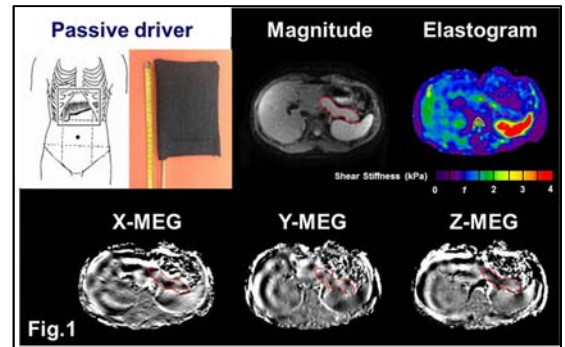 Passive driver
Magnitude
Elastogram
Shear Stiffness (kPa)
0 1 2 3 4
X-MEG
Y-MEG
Z-MEG
Fig.1